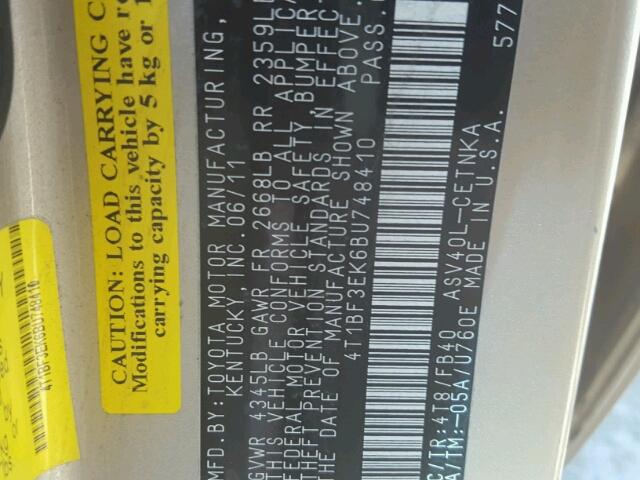 CAUTION: LOAD CARRYING C
Modifications to this vehicle have re
carrying capacity by 5 kg or 1
4T1BF3EK6BU748410
MFD.BY:TOYOTA MOTOR MANUFACTURING,
KENTUCKY,INC.06/11
GVWR 4345LB GAWR FR 2668LB RR 2359LB
THIS VEHICLE CONFORMS TO ALL APPLICA
FEDERAL MOTOR VEHICLE SAFETY, BUMPER
THEFT PREVENTION STANDARDS IN EFFECT
DATE OF MANUFACTURE SHOWN ABOVE.
4T1BF3EK6BU748410 PASS
C/TR:4T8/FB40 ASV40L-CETNKA
A/TM:-05A/U760E MADE IN U.S.A.
577